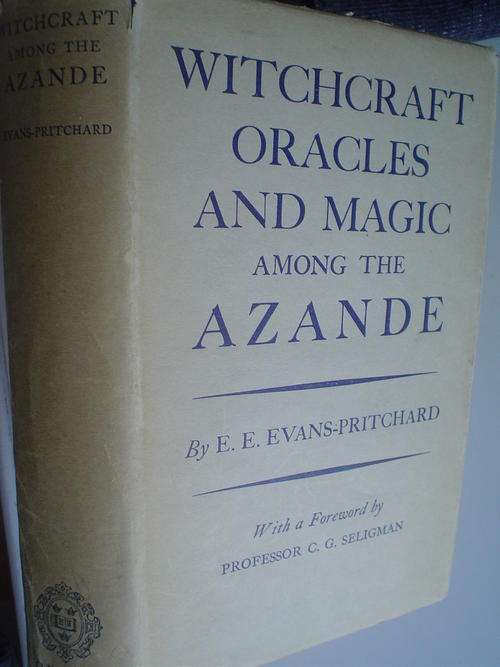 WITCHCRAFT
AMONG THE
AZANDE
EVANS-PRITCHARD
WITCHCRAFT
ORACLES
AND MAGIC
AMONG THE
AZANDE
By E. E. EVANS-PRITCHARD
With a Foreword by
PROFESSOR C. G. SELIGMAN